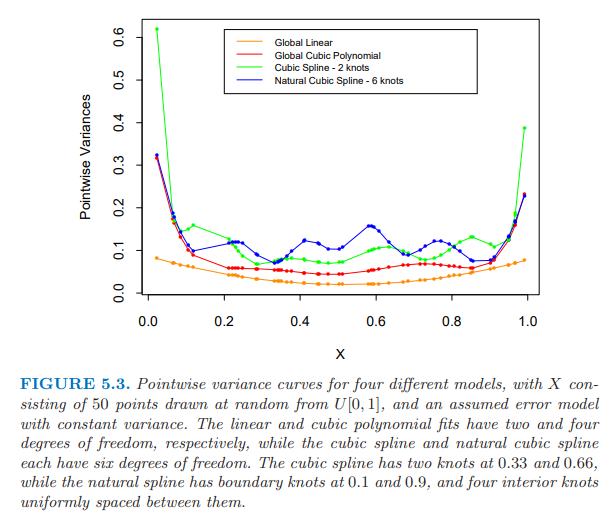 Global Linear
Global Cubic Polynomial
Cubic Spline - 2 knots
Natural Cubic Spline - 6 knots
Pointwise Variances
0.6
0.5
0.4
0.3
0.2
0.1
0.0
0.0 0.2 0.4 0.6 0.8 1.0
X
FIGURE 5.3. Pointwise variance curves for four different models, with X con-
sisting of 50 points drawn at random from U[0, 1], and an assumed error model
with constant variance. The linear and cubic polynomial fits have two and four
degrees of freedom, respectively, while the cubic spline and natural cubic spline
each have six degrees of freedom. The cubic spline has two knots at 0.33 and 0.66,
while the natural spline has boundary knots at 0.1 and 0.9, and four interior knots
uniformly spaced between them.